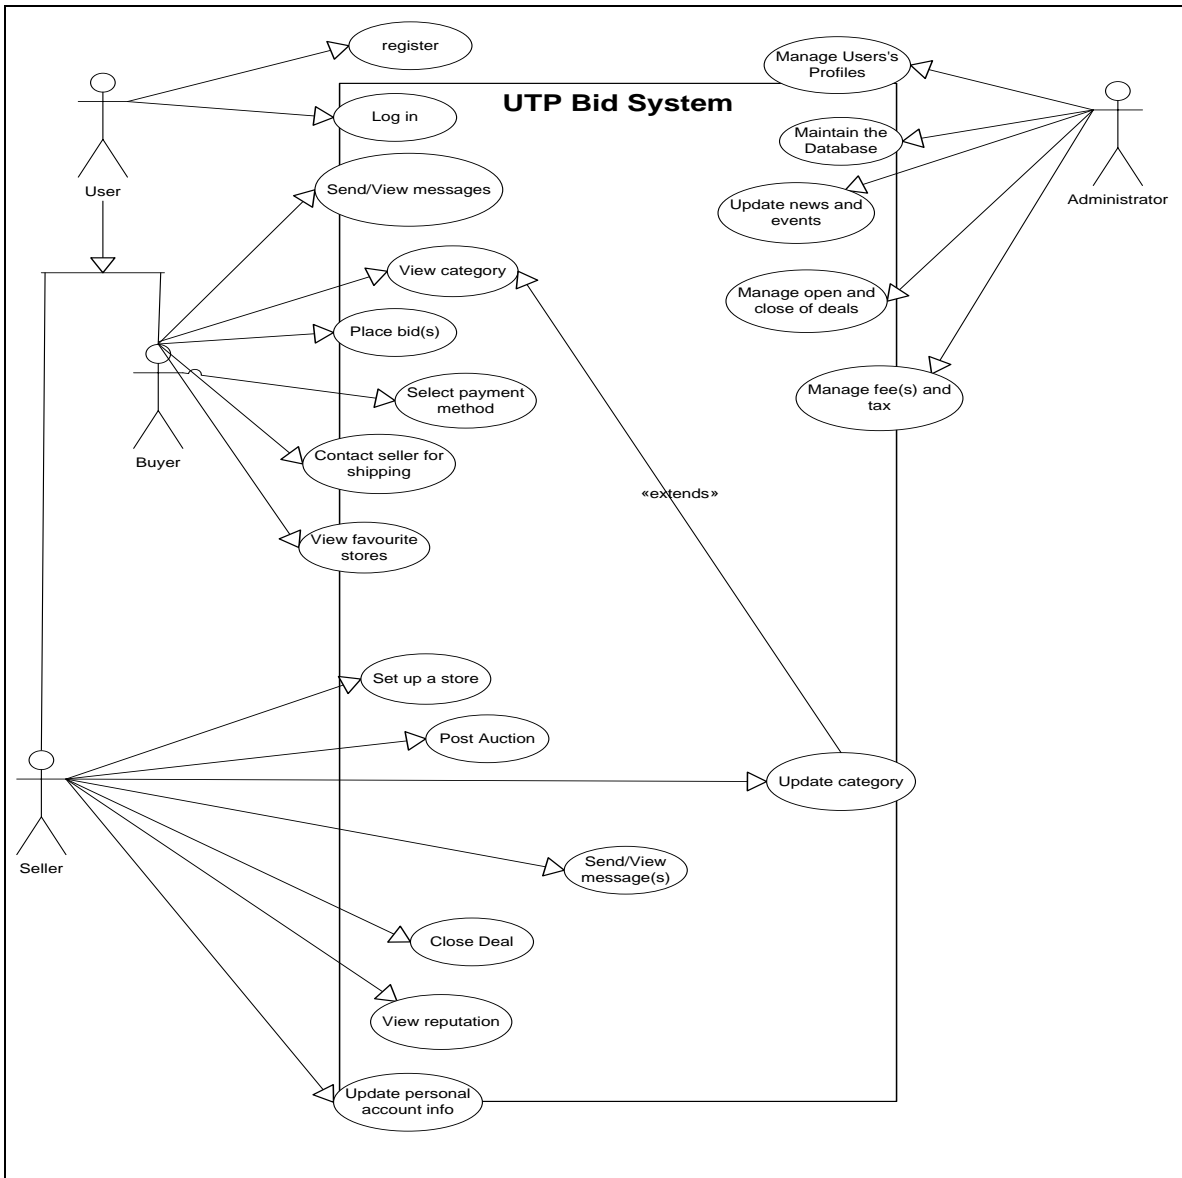 register
Manage Users's
Profiles
UTP Bid System
Log in
Maintain the
Database
User
Send/View messages
Administrator
Update news and
events
View category
Manage open and
close of deals
Place bid(s)
Select payment
method
Manage fee(s) and
tax
Buyer
Contact seller for
shipping
«extends»
View favourite
stores
Set up a store
Post Auction
Update category
Seller
Send/View
message(s)
Close Deal
View reputation
Update personal
account info